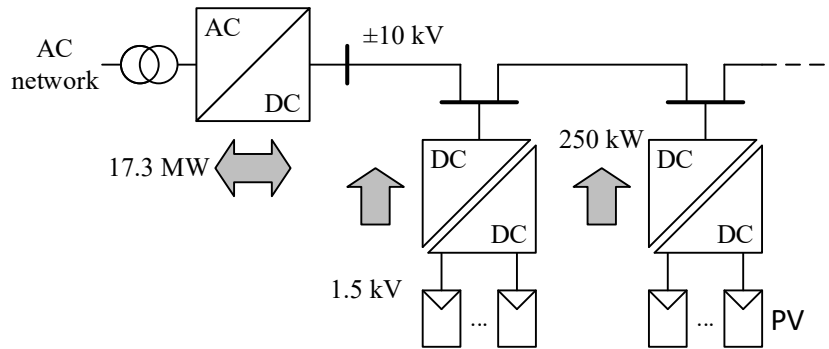 AC
network
AC
DC
±10 kV
17.3 MW
DC
DC
250 kW
DC
DC
1.5 kV
...
...
PV